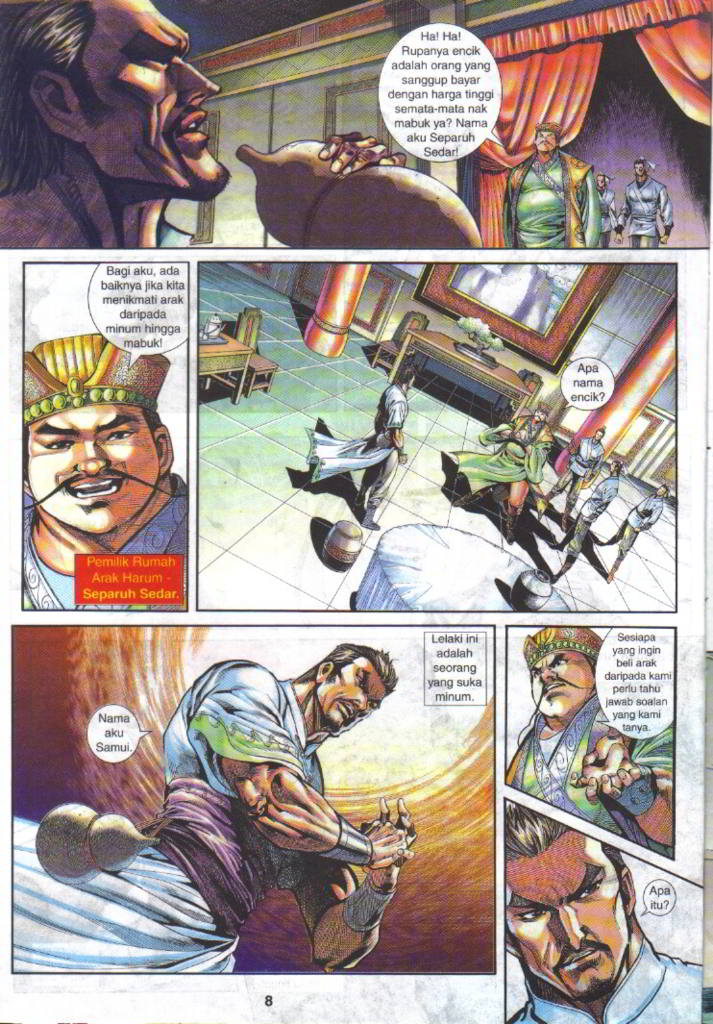 Ha! Ha!
Rupanya encik
adalah orang yang
sanggup bayar
dengan harga tinggi
semata-mata nak
mabuk ya? Nama
aku Separuh
Sedar!
Bagi aku, ada
baiknya jika kita
menikmati arak
daripada
minum hingga
mabuk!
Pemilik Rumah
Arak Harum -
Separuh Sedar.
Apa
nama
encik?
Nama
aku
Samui.
Lelaki ini
adalah
seorang
yang suka
minum.
Sesiapa
yang ingin
beli arak
daripada kami
perlu tahu
jawab soalan
yang kami
tanya.
Apa
itu?
8